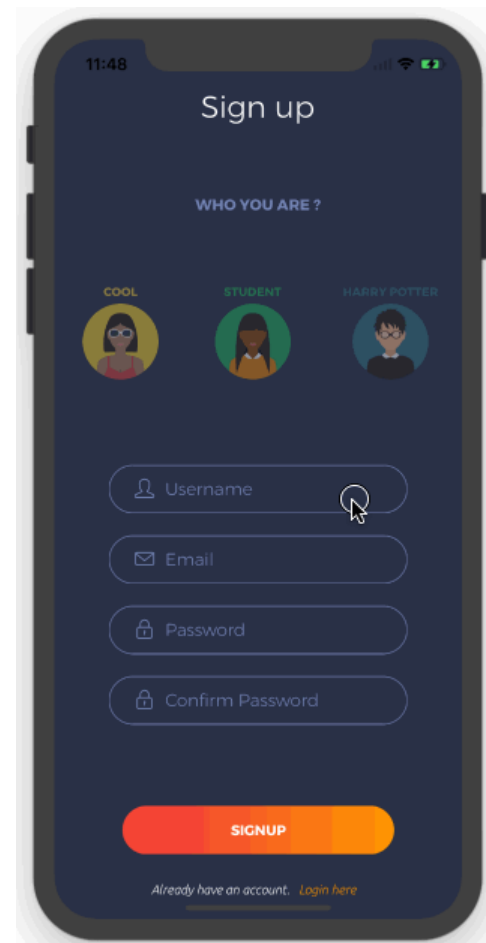 11:48
Sign up
WHO YOU ARE ?
COOL STUDENT HARRY POTTER
Username
Email
Password
Confirm Password
SIGNUP
Already have an account. Login here